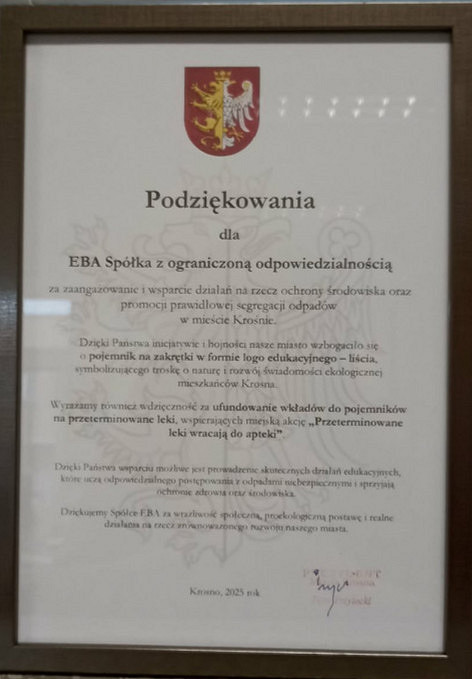 Podziękowania
dla
EBA Spółka z ograniczoną odpowiedzialnością
za zaangażowanie i wsparcie działań na rzecz ochrony środowiska oraz
promocji prawidłowej segregacji odpadów
w mieście Krośnie.
Dzięki Państwa inicjatywie i hojności nasze miasto wzbogaciło się
o pojemnik na zakrętki w formie logo edukacyjnego – liścia,
symbolizującego troskę o naturę i rozwój świadomości ekologicznej
mieszkańców Krosna.
Wyrażamy również wdzięczność za ufundowanie wkładów do pojemników
na przeterminowane leki, wspierających miejską akcję „Przeterminowane
leki wracają do apteki"
Dzięki Państwa wsparciu możliwe jest prowadzenie skutecznych działań edukacyjnych,
które uczą odpowiedzialnego postępowania z odpadami niebezpiecznymi i sprzyjają
ochronie zdrowia oraz środowiska.
Dziękujemy Spółce EBA za wrażliwość społeczną, proekologiczną postawę i realne
działania na rzecz zrównoważonego rozwoju naszego miasta.
Krosno, 2025 rok